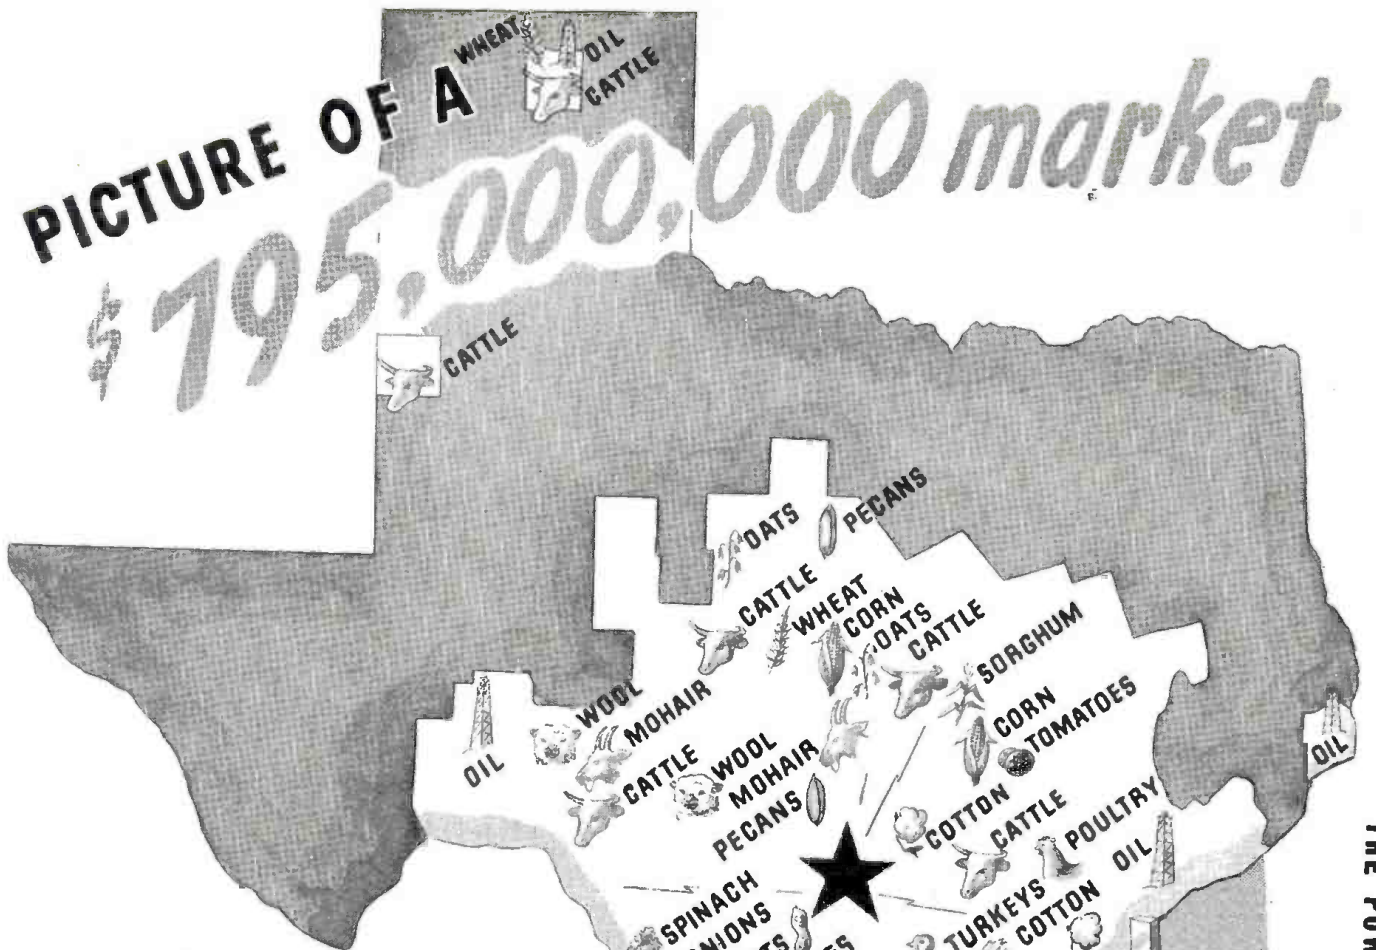 WHEAT
OIL
CATTLE
PICTURE OF A
$795,000,000 market
CATTLE
OATS
PECANS
CATTLE
WHEAT
CORN
OATS
CATTLE
SORGHUM
WOOL
MOHAIR
CORN
TOMATOES
OIL
OIL
CATTLE
WOOL
MOHAIR
PECANS
COTTON
CATTLE
POULTRY
OIL
SPINACH
TURKEYS
COTTON
THE